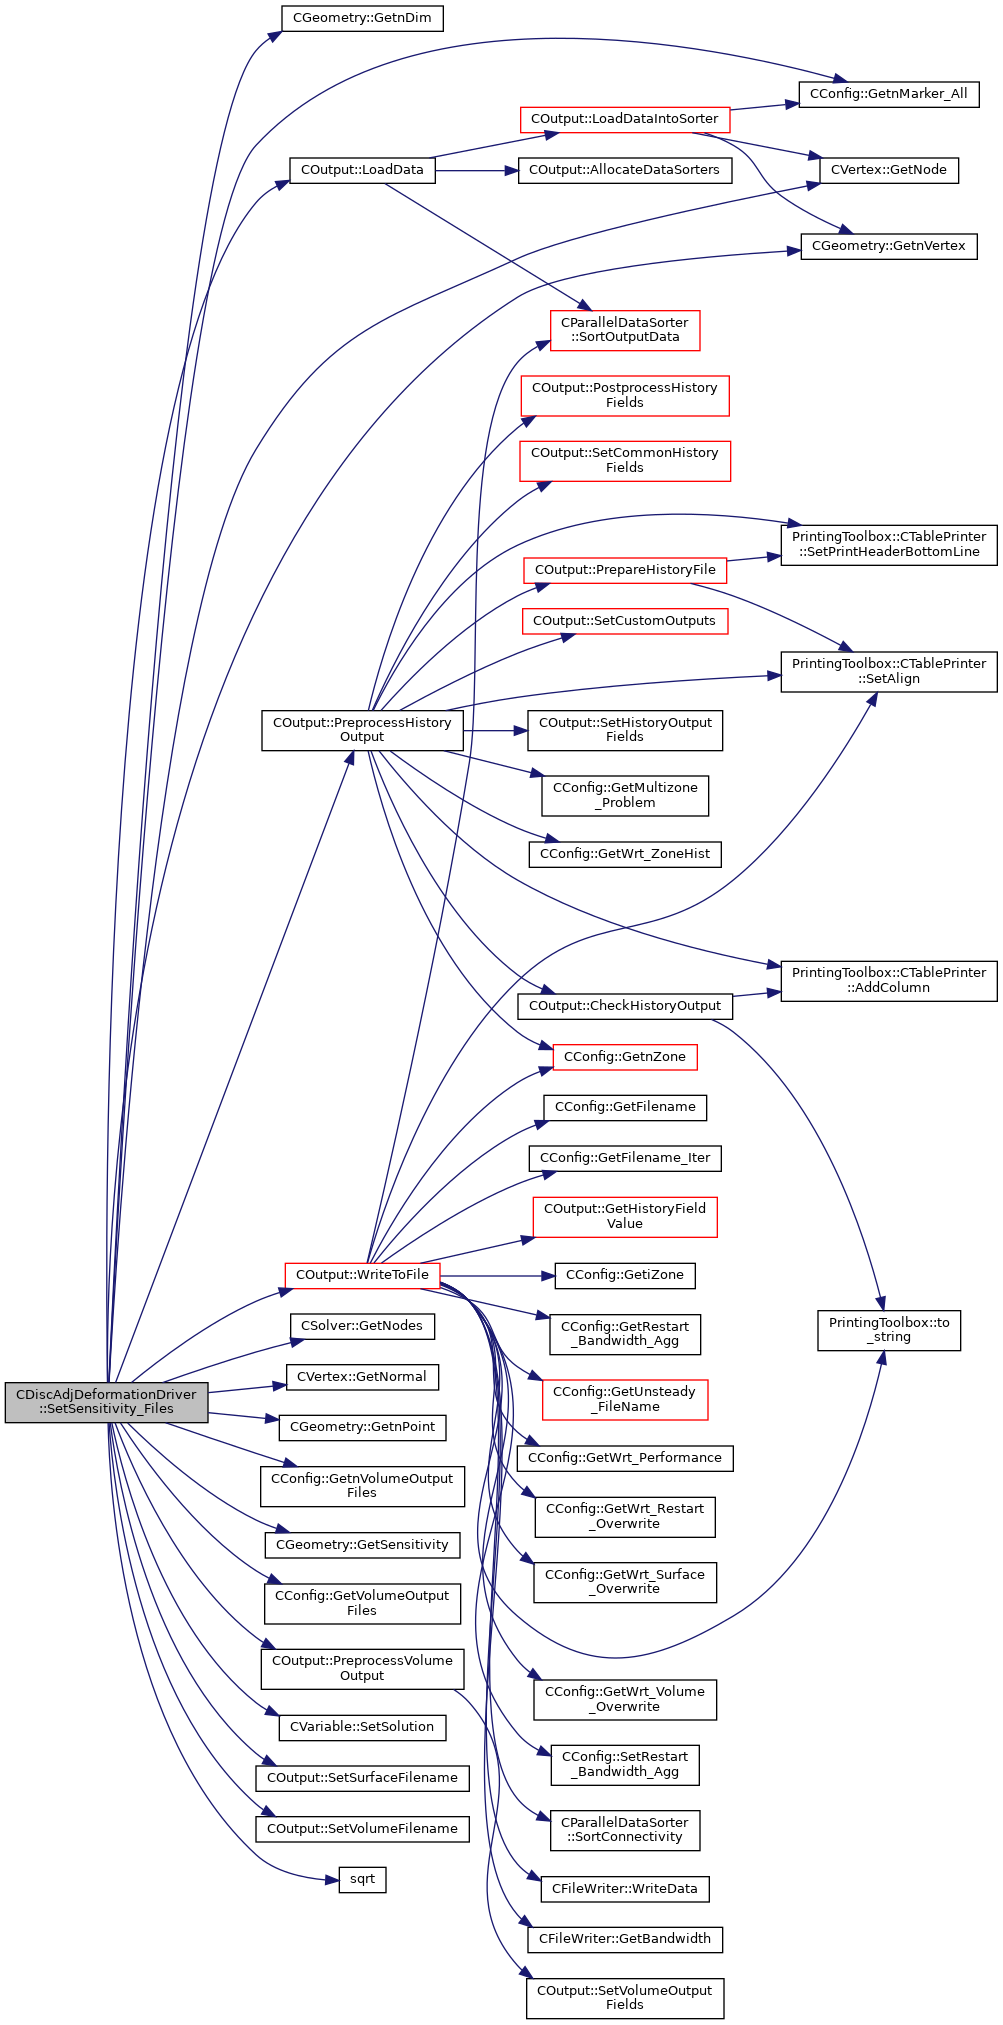 CGeometry::GetnDim
CConfig::GetnMarker_All
COutput::LoadDataIntoSorter
COutput::LoadData
COutput::AllocateDataSorters
CVertex::GetNode
CGeometry::GetnVertex
CParallelDataSorter
::SortOutputData
COutput::PostprocessHistory
Fields
COutput::SetCommonHistory
Fields
PrintingToolbox::CTablePrinter
::SetPrintHeaderBottomLine
COutput::PrepareHistoryFile
COutput::SetCustomOutputs
PrintingToolbox::CTablePrinter
::SetAlign
COutput::PreprocessHistory
Output
COutput::SetHistoryOutput
Fields
CConfig::GetMultizone
_Problem
CConfig::GetWrt_ZoneHist
PrintingToolbox::CTablePrinter
::AddColumn
COutput::CheckHistoryOutput
CConfig::GetnZone
CConfig::GetFilename
CConfig::GetFilename_Iter
COutput::GetHistoryField
Value
COutput::WriteToFile
CConfig::GetiZone
CSolver::GetNodes
CConfig::GetRestart
_Bandwidth_Agg
PrintingToolbox::to
_string
CVertex::GetNormal
CDiscAdjDeformationDriver
::SetSensitivity_Files
CConfig::GetUnsteady
_FileName
CGeometry::GetnPoint
CConfig::GetWrt_Performance
CConfig::GetnVolumeOutput
Files
CConfig::GetWrt_Restart
_Overwrite
CGeometry::GetSensitivity
CConfig::GetWrt_Surface
_Overwrite
CConfig::GetVolumeOutput
Files
COutput::PreprocessVolume
Output
CConfig::GetWrt_Volume
_Overwrite
CVariable::SetSolution
CConfig::SetRestart
_Bandwidth_Agg
COutput::SetSurfaceFilename
COutput::SetVolumeFilename
CParallelDataSorter
::SortConnectivity
sqrt
CFileWriter::WriteData
CFileWriter::GetBandwidth
COutput::SetVolumeOutput
Fields